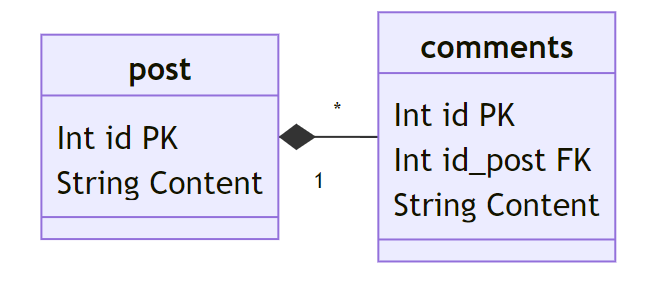 post
Int id PK
String Content
*
1
comments
Int id PK
Int id_post FK
String Content